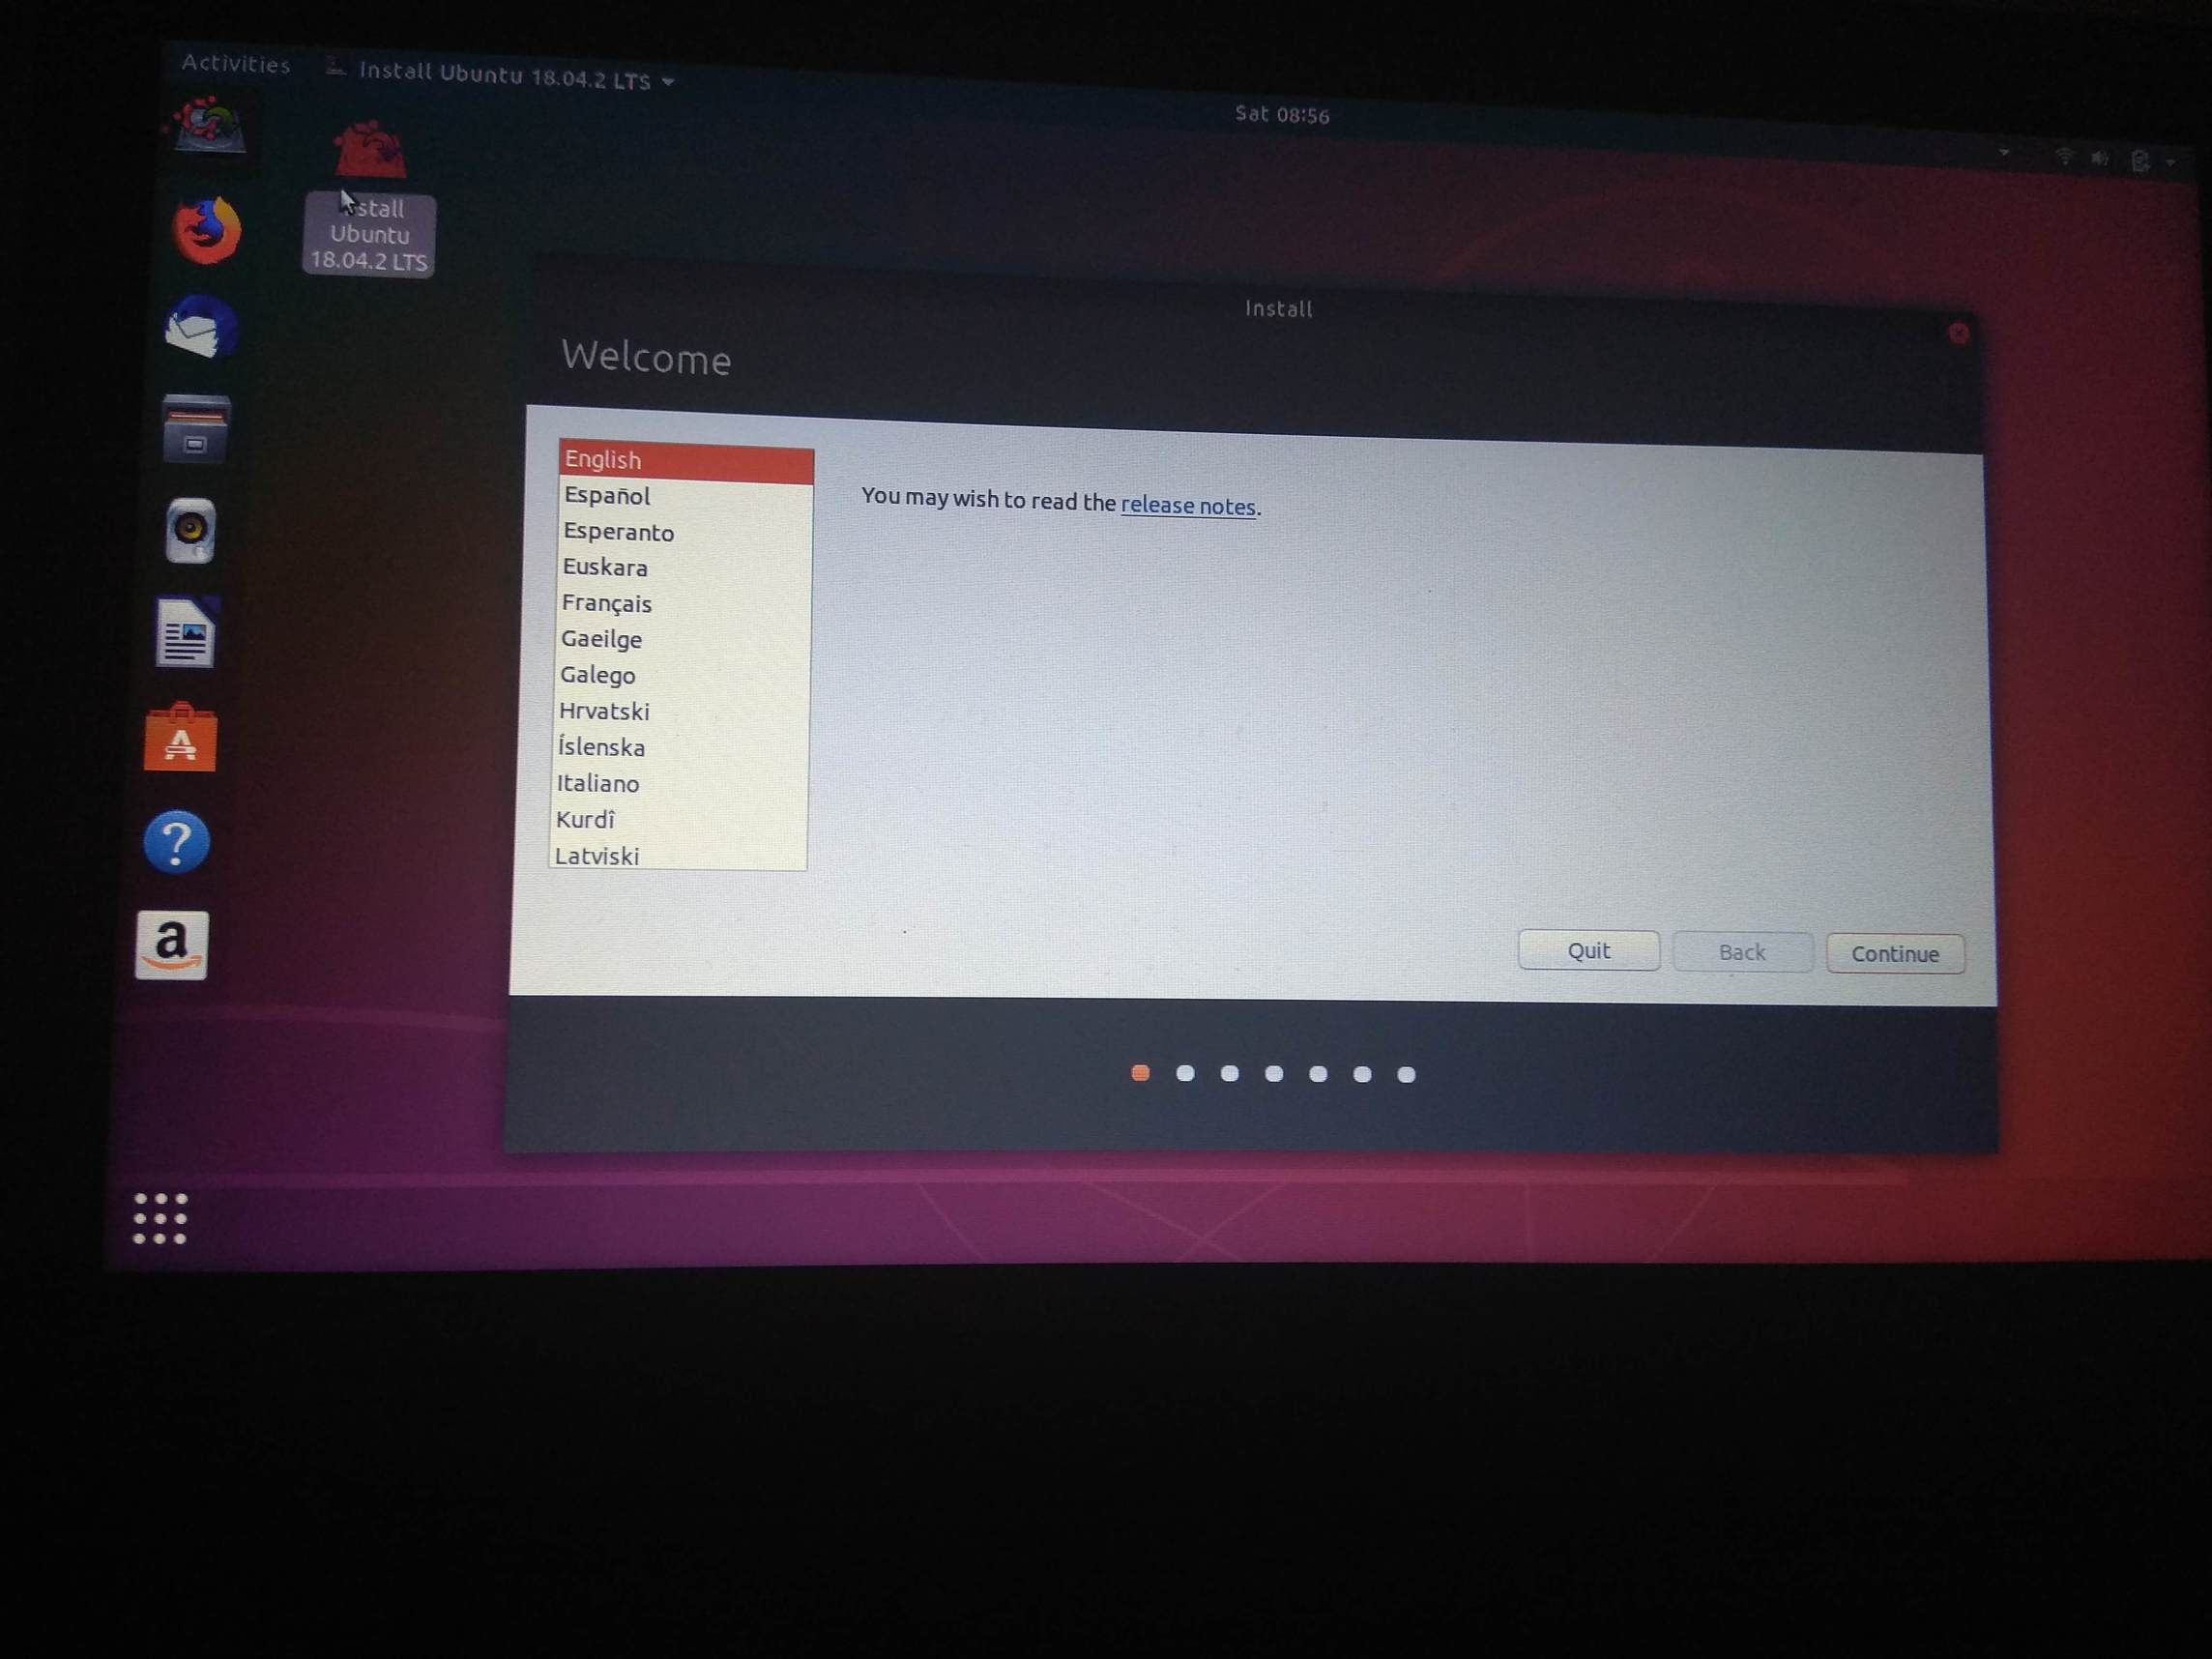 Activities
Install Ubuntu 18.04.2 LTS
Sat 08:56
stall
Ubuntu
18.04.2 LTS
Install
Welcome
English
Español
Esperanto
Euskara
Français
Gaeilge
Galego
Hrvatski
Íslenska
Italiano
Kurdî
Latviski
You may wish to read the release notes.
Quit
Back
Continue
A
?
a